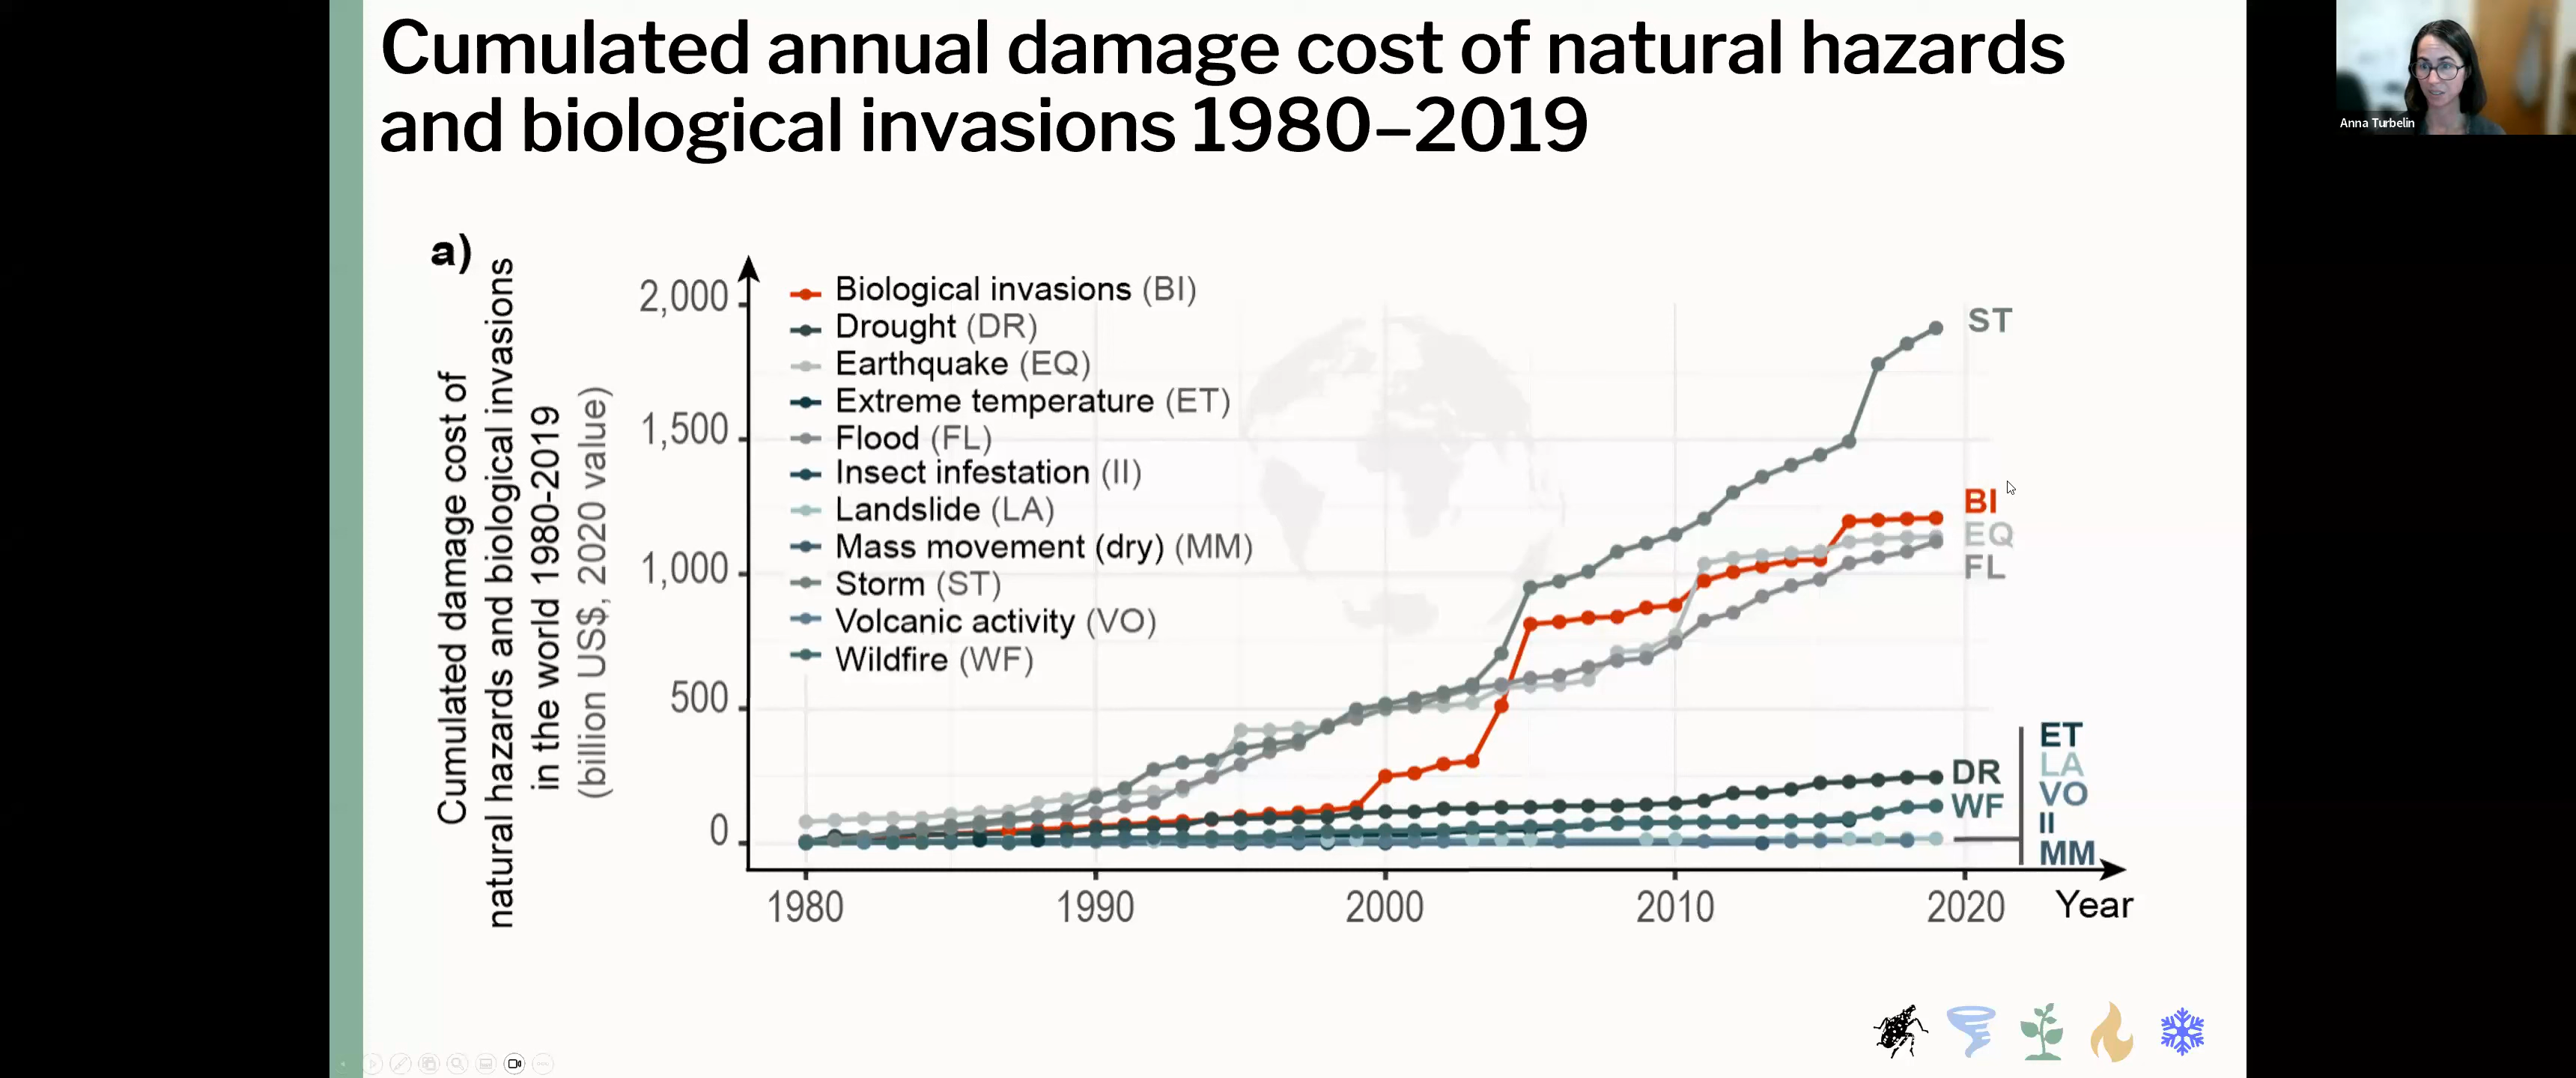 Cumulated annual damage cost of natural hazards
and biological invasions 1980–2019
Anna Turbelin
a)
Cumulated damage cost of
natural hazards and biological invasions
in the world 1980-2019
(billion US$, 2020 value)
2,000
1,500
1,000
500
0
Biological invasions (BI)
Drought (DR)
Earthquake (EQ)
Extreme temperature (ET)
Flood (FL)
Insect infestation (II)
Landslide (LA)
Mass movement (dry) (MM)
Storm (ST)
Volcanic activity (VO)
Wildfire (WF)
ST
BI
EQ
FL
DR
WF
ET
LA
VO
II
MM
1980
1990
2000
2010
2020
Year